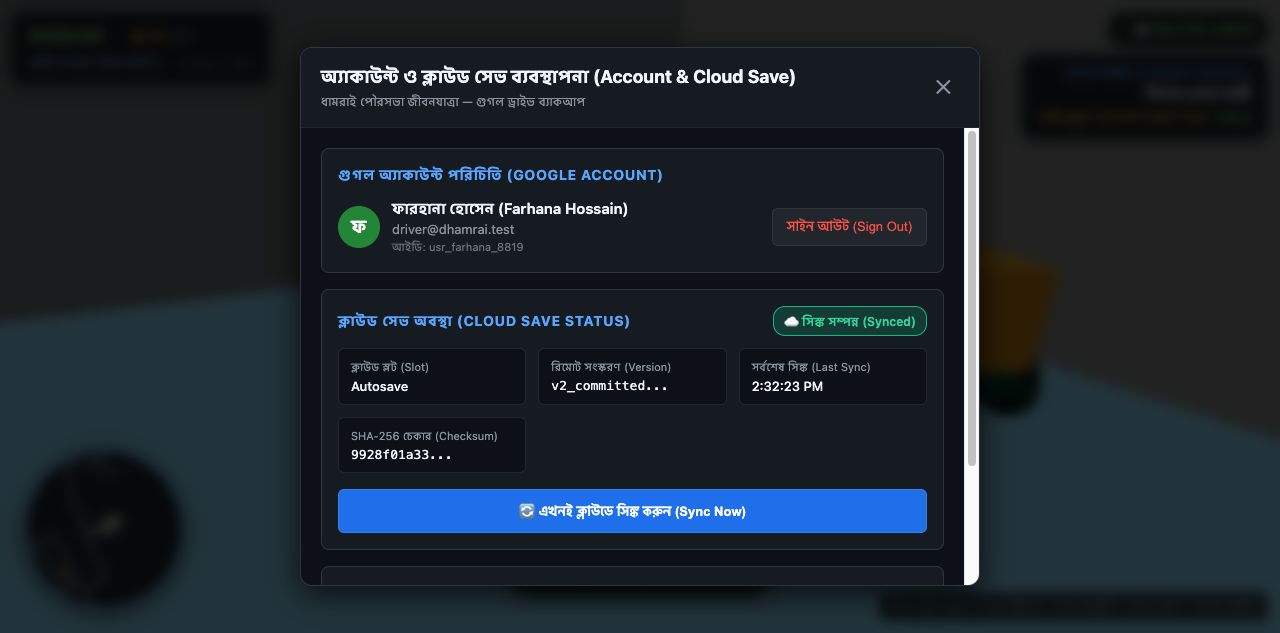 অ্যাকাউন্ট ও ক্লাউড সেভ ব্যবস্থাপনা (Account & Cloud Save)
ধামরাই পৌরসভা জীবনযাত্রা — গুগল ড্রাইভ ব্যাকআপ
গুগল অ্যাকাউন্ট পরিচিতি (GOOGLE ACCOUNT)
ফ
ফারহানা হোসেন (Farhana Hossain)
driver@dhamrai.test
আইডি: usr_farhana_8819
সাইন আউট (Sign Out)
ক্লাউড সেভ অবস্থা (CLOUD SAVE STATUS)
সিঙ্ক সম্পন্ন (Synced)
ক্লাউড স্লট (Slot)
Autosave
রিমোট সংস্করণ (Version)
v2_committed...
সর্বশেষ সিঙ্ক (Last Sync)
2:32:23 PM
SHA-256 চেকার (Checksum)
9928f01a33...
এখনই ক্লাউডে সিঙ্ক করুন (Sync Now)